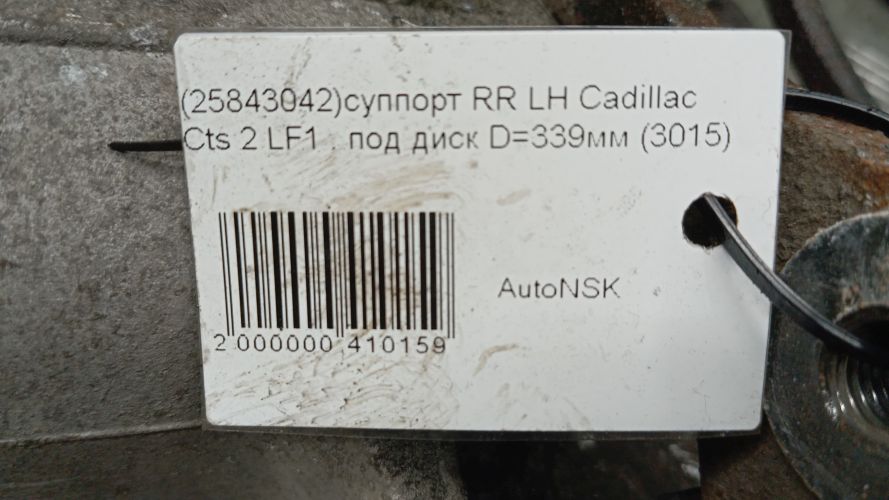 (25843042)суппорт RR LH Cadillac
Cts 2 LF1 . под диск D=339мм (3015)
AutoNSK
2 000000 410159